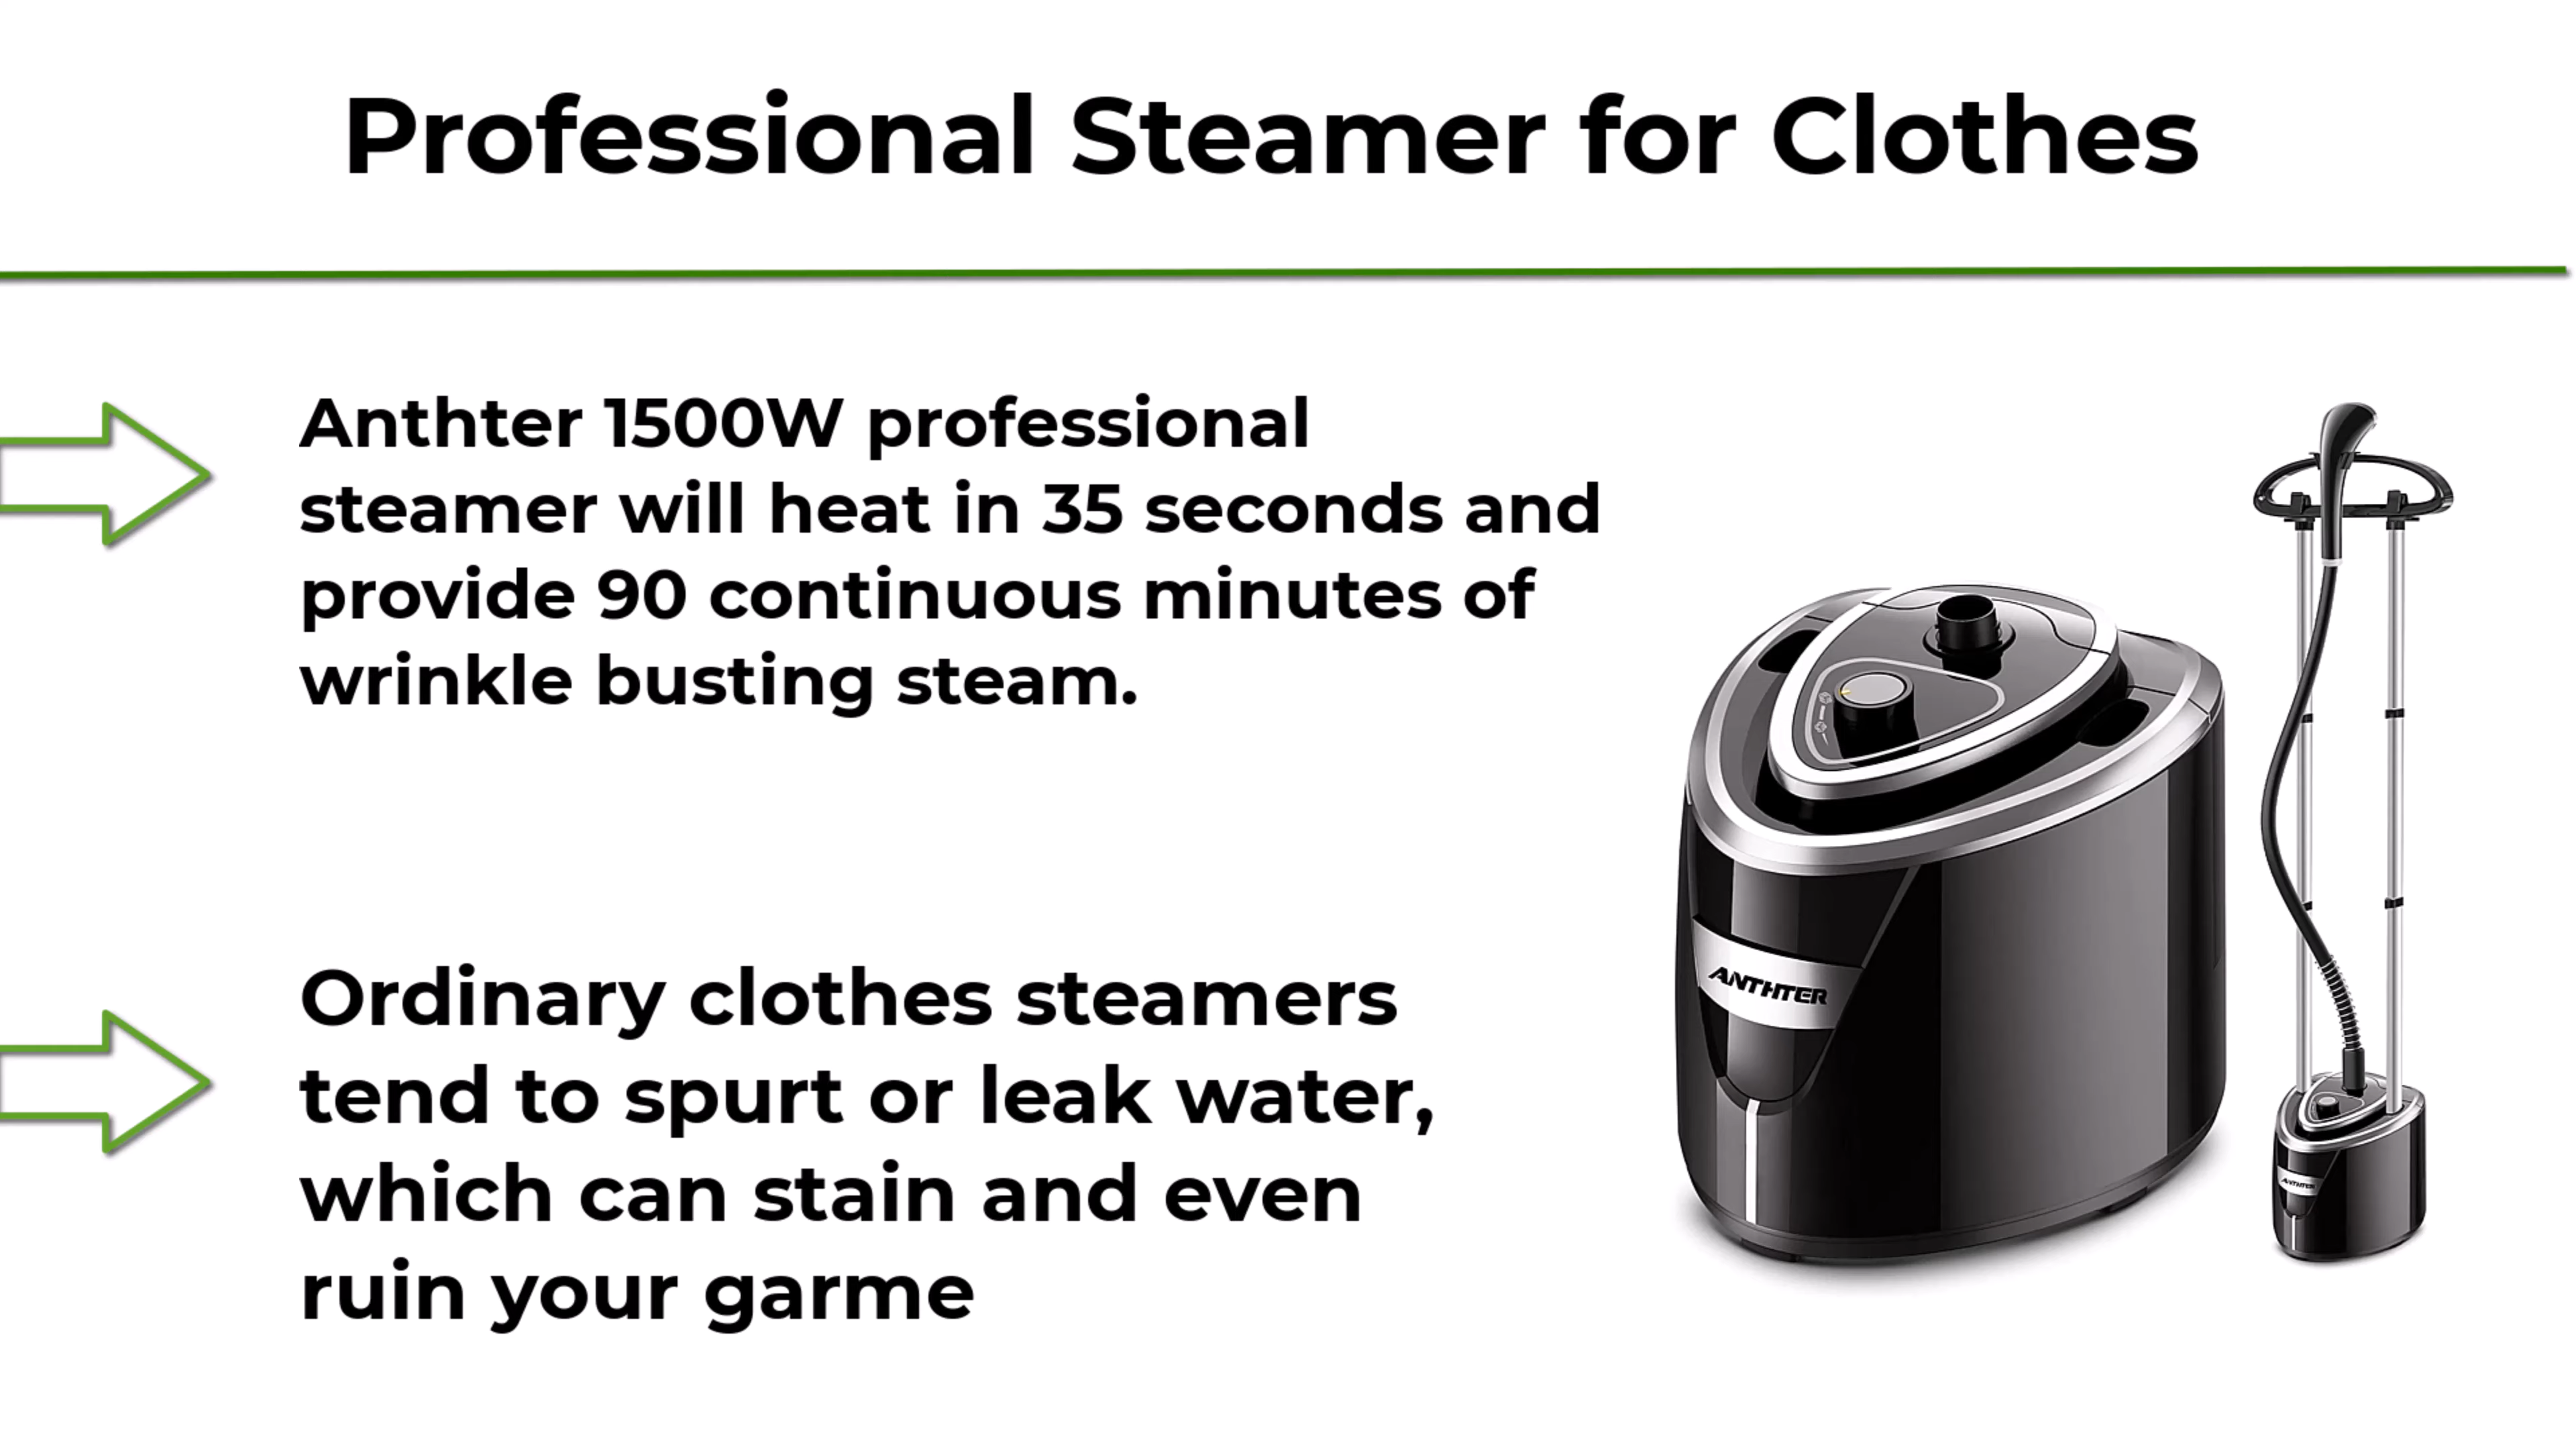 Professional Steamer for Clothes
Anthter 1500W professional
steamer will heat in 35 seconds and
provide 90 continuous minutes of
wrinkle busting steam.
Ordinary clothes steamers
tend to spurt or leak water,
which can stain and even
ruin your garme
ANTHTER
ANTHTER